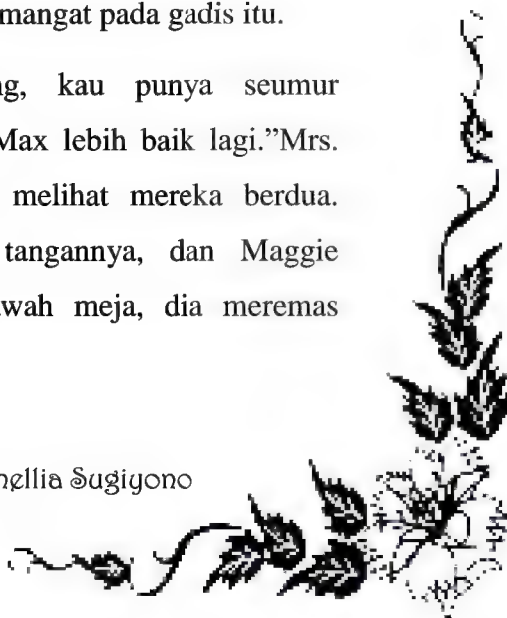 mangat pada gadis itu.
ng, kau punya seumur
Max lebih baik lagi.”Mrs.
melihat mereka berdua.
tangannya, dan Maggie
wah meja, dia meremas
nellia Sugiyono